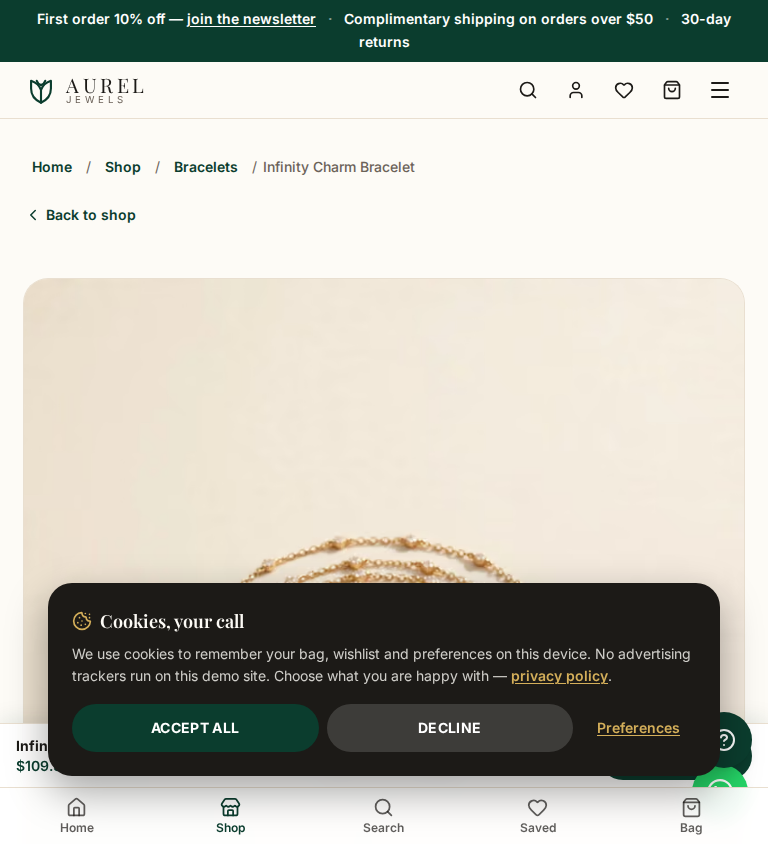 First order 10% off — join the newsletter · Complimentary shipping on orders over $50 · 30-day
returns
AUREL
JEWELS
Home / Shop / Bracelets / Infinity Charm Bracelet
Back to shop
Cookies, your call
We use cookies to remember your bag, wishlist and preferences on this device. No advertising
trackers run on this demo site. Choose what you are happy with — privacy policy.
ACCEPT ALL DECLINE Preferences
Home Shop Search Saved Bag